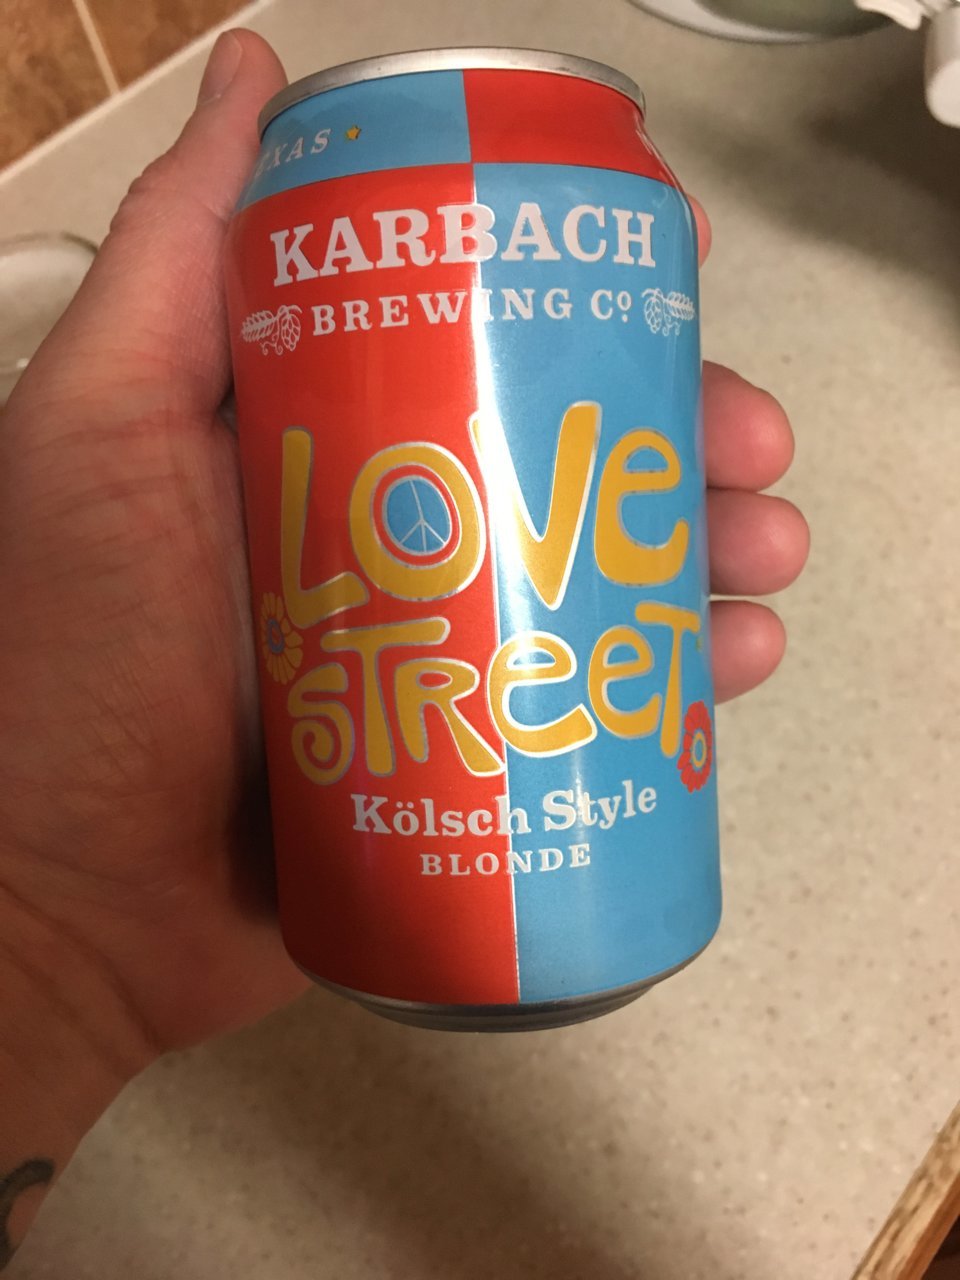 KARBACH
BREWING Cº
LOVE
STREET
Kölsch Style
BLONDE